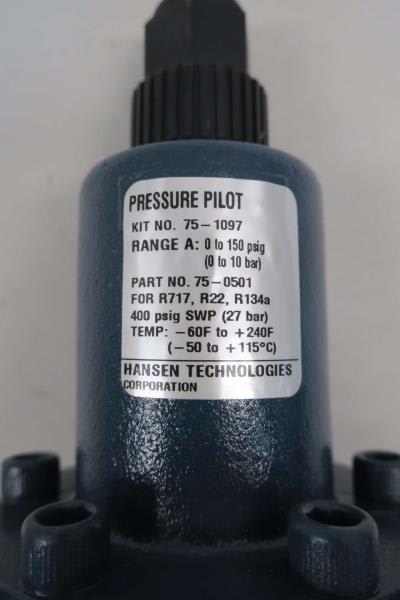 PRESSURE PILOT
KIT NO. 75-1097
RANGE A: 0 to 150 psig
(0 to 10 bar)
PART NO. 75-0501
FOR R717, R22, R134a
400 psig SWP (27 bar)
TEMP: -60F to +240F
(-50 to +115°C)
HANSEN TECHNOLOGIES
CORPORATION